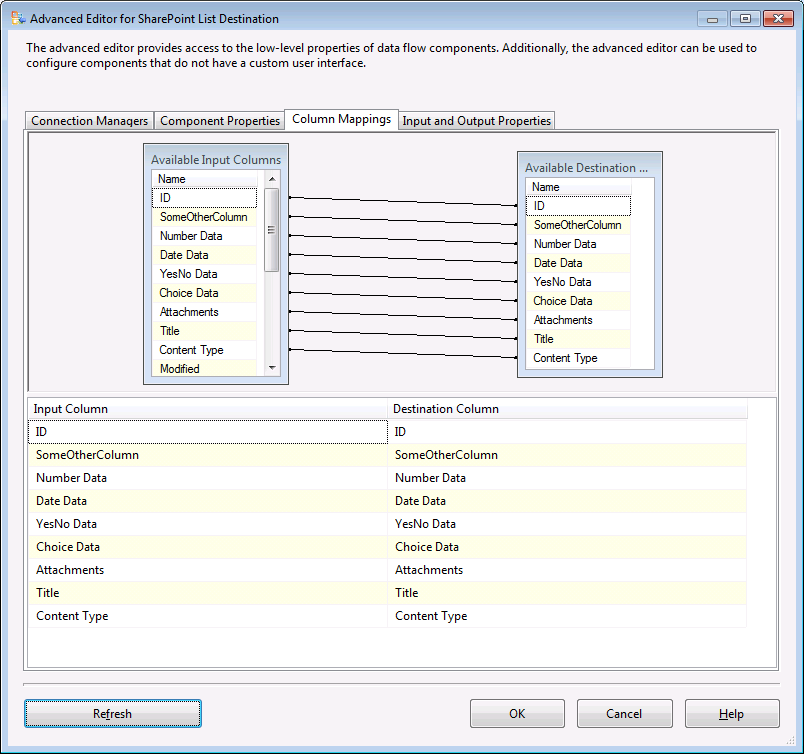 Advanced Editor for SharePoint List Destination
The advanced editor provides access to the low-level properties of data flow components. Additionally, the advanced editor can be used to
configure components that do not have a custom user interface.
Connection Managers Component Properties Column Mappings Input and Output Properties
Available Input Columns
Name
ID
SomeOtherColumn
Number Data
Date Data
YesNo Data
Choice Data
Attachments
Title
Content Type
Modified
Available Destination ...
Name
ID
SomeOtherColumn
Number Data
Date Data
YesNo Data
Choice Data
Attachments
Title
Content Type
Input Column Destination Column
ID ID
SomeOtherColumn SomeOtherColumn
Number Data Number Data
Date Data Date Data
YesNo Data YesNo Data
Choice Data Choice Data
Attachments Attachments
Title Title
Content Type Content Type
Refresh OK Cancel Help